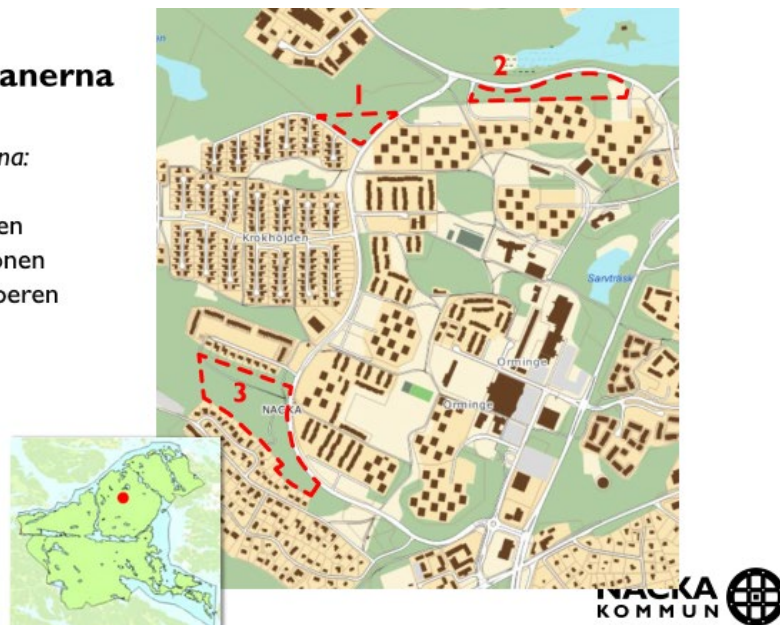 anerna
na:
en
onen
peren
1
2
Krokhöjden
Sarvträsk
Orminge
Orminge
3
NACKA
NACKA
KOMMUN